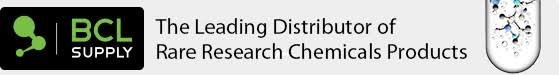 BCL
SUPPLY
The Leading Distributor of
Rare Research Chemicals Products